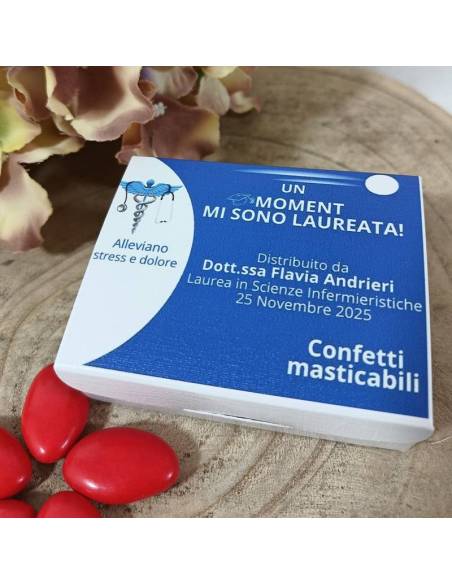 UN
MOMENT
MI SONO LAUREATA!
Alleviano
stress e dolore
Distribuito da
Dott.ssa Flavia Andrieri
Laurea in Scienze Infermieristiche
25 Novembre 2025
Confetti
masticabili